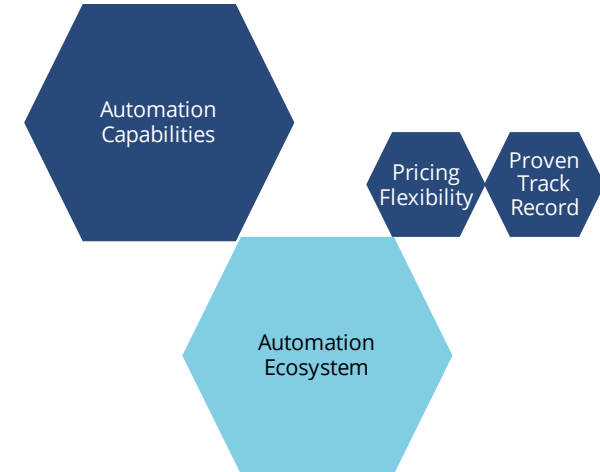 Automation
Capabilities
Pricing
Flexibility
Proven
Track
Record
Automation
Ecosystem